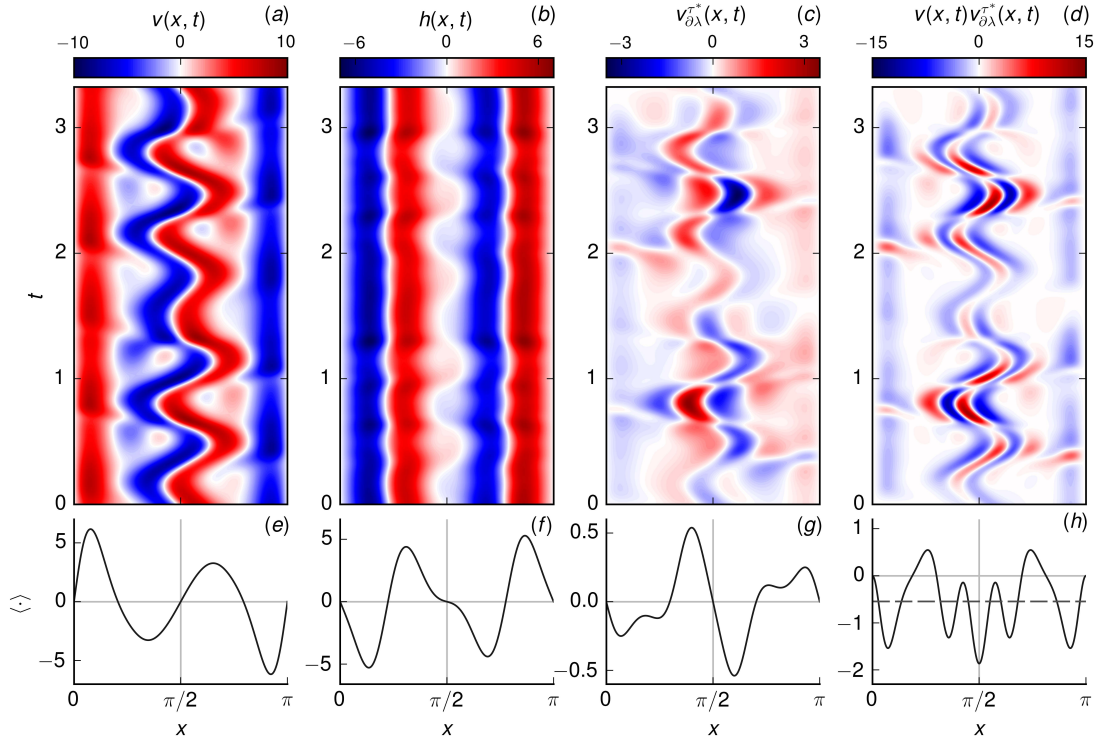 v(x, t) (a) h(x, t) (b) v_{∂λ}^{τ*}(x, t) (c) v(x, t)v_{∂λ}^{τ*}(x, t) (d)
−10 0 10 −6 0 6 −3 0 3 −15 0 15
3 3 3 3
2 2 2 2
t
1 1 1 1
0 0 0 0
(e) (f) (g) (h)
5 5 0.5 1
0 0 0.0 0
−1
−5 −5 −0.5 −2
⟨·⟩
0 π/2 π 0 π/2 π 0 π/2 π 0 π/2 π
x x x x